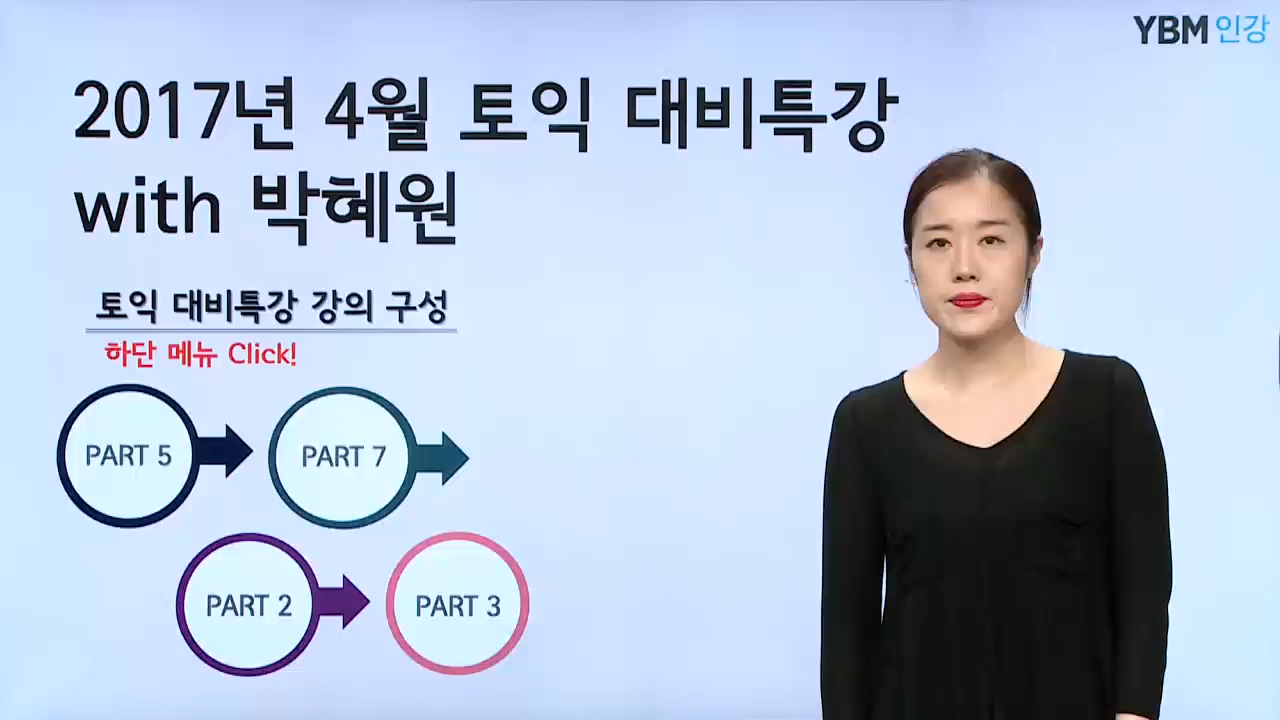 YBM 인강
2017년 4월 토익 대비특강
with 박혜원
토익 대비특강 강의 구성
하단 메뉴 Click!
PART 5
PART 7
PART 2
PART 3